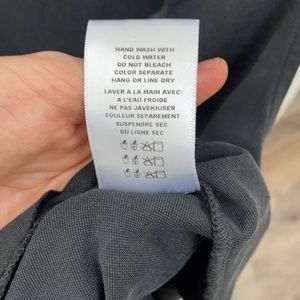 HAND WASH WITH
COLD WATER
DO NOT BLEACH
COLOR SEPARATE
HANG OR LINE DRY
LAVER A LA MAIN AVEC
A L'EAU FROIDE
NE PAS JAVEKKISER
COULEUR SEPAREMENT
SUSPENDRE SEC
OU LIGNE SEC